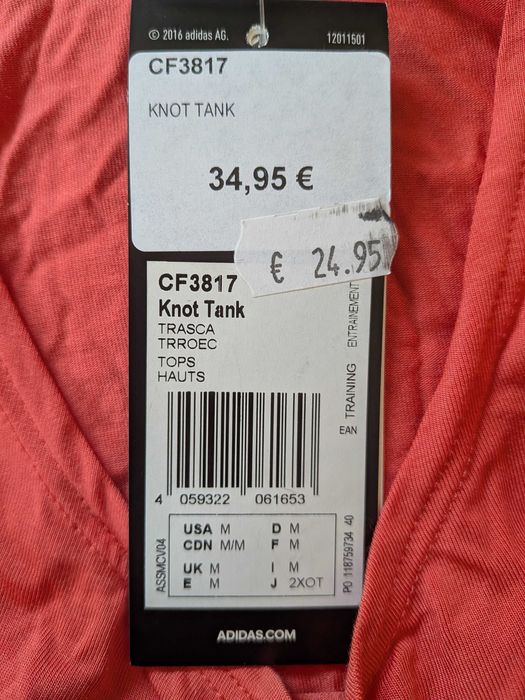 © 2016 adidas AG. 12011501
CF3817
KNOT TANK
34,95 €
€ 24.95
CF3817
Knot Tank
TRASCA
TRROEC
TOPS
HAUTS
TRAINING
ENTRAINEMENT
EAN
4 059322 061653
ASSMCV04
USA M D M
CDN M/M F M
UK M I M
E M J 2XOT
PO 118759734 40
ADIDAS.COM